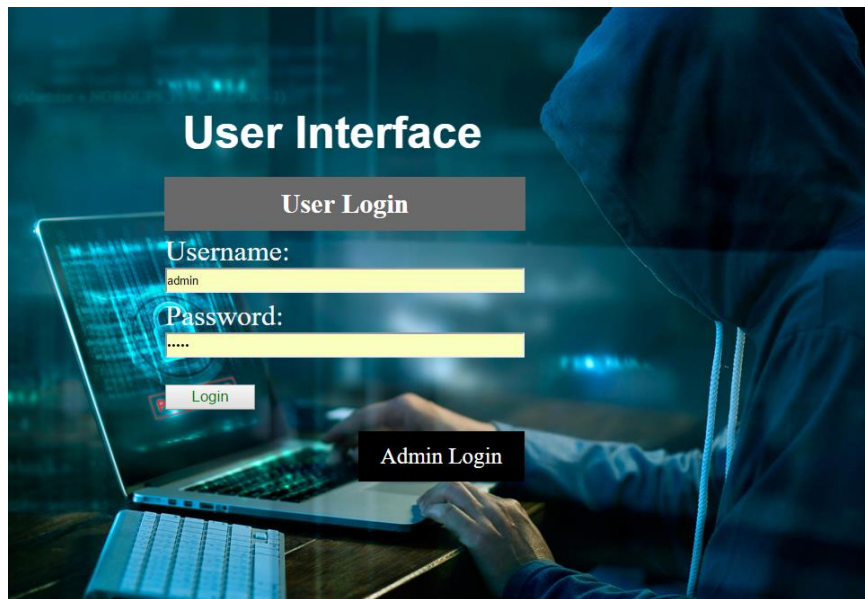 User Interface
User Login
Username:
admin
Password:
•••••
Login
Admin Login